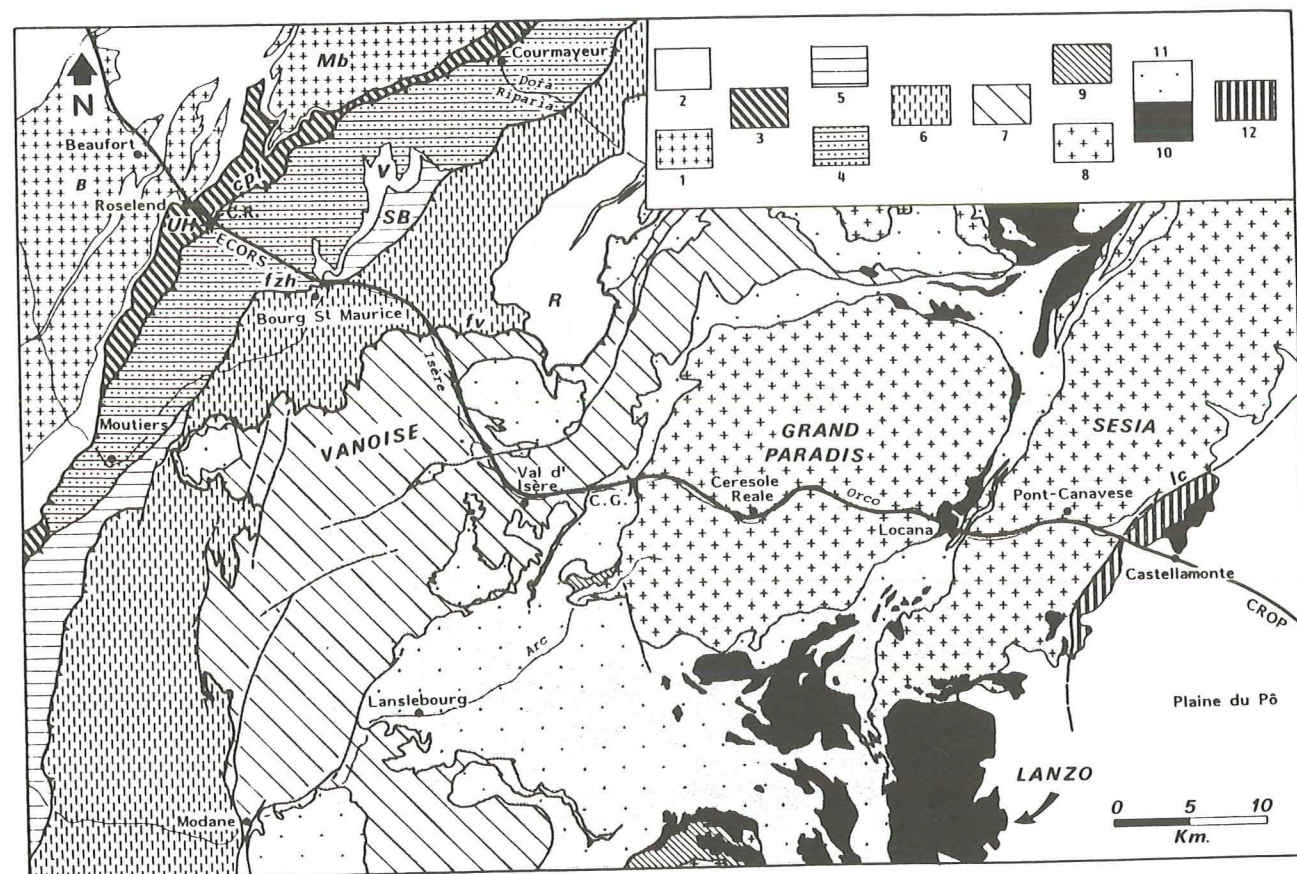 Mb
Courmayeur
Dora
Riparia
N
Beaufort
B
Roselend
cpf
C.R.
UH
V
SB
ECORS
fzh
Bourg St Maurice
fv
R
Isère
Moutiers
VANOISE
Val d'
Isère
C.G.
GRAND
PARADIS
Ceresole
Reale
Orco
Locana
SESIA
Pont-Canavese
lc
Castellamonte
CROP
Arc
Lanslebourg
Modane
Plaine du Pô
LANZO
0 5 10
Km.
2
1
3
5
4
6
7
9
8
11
10
12